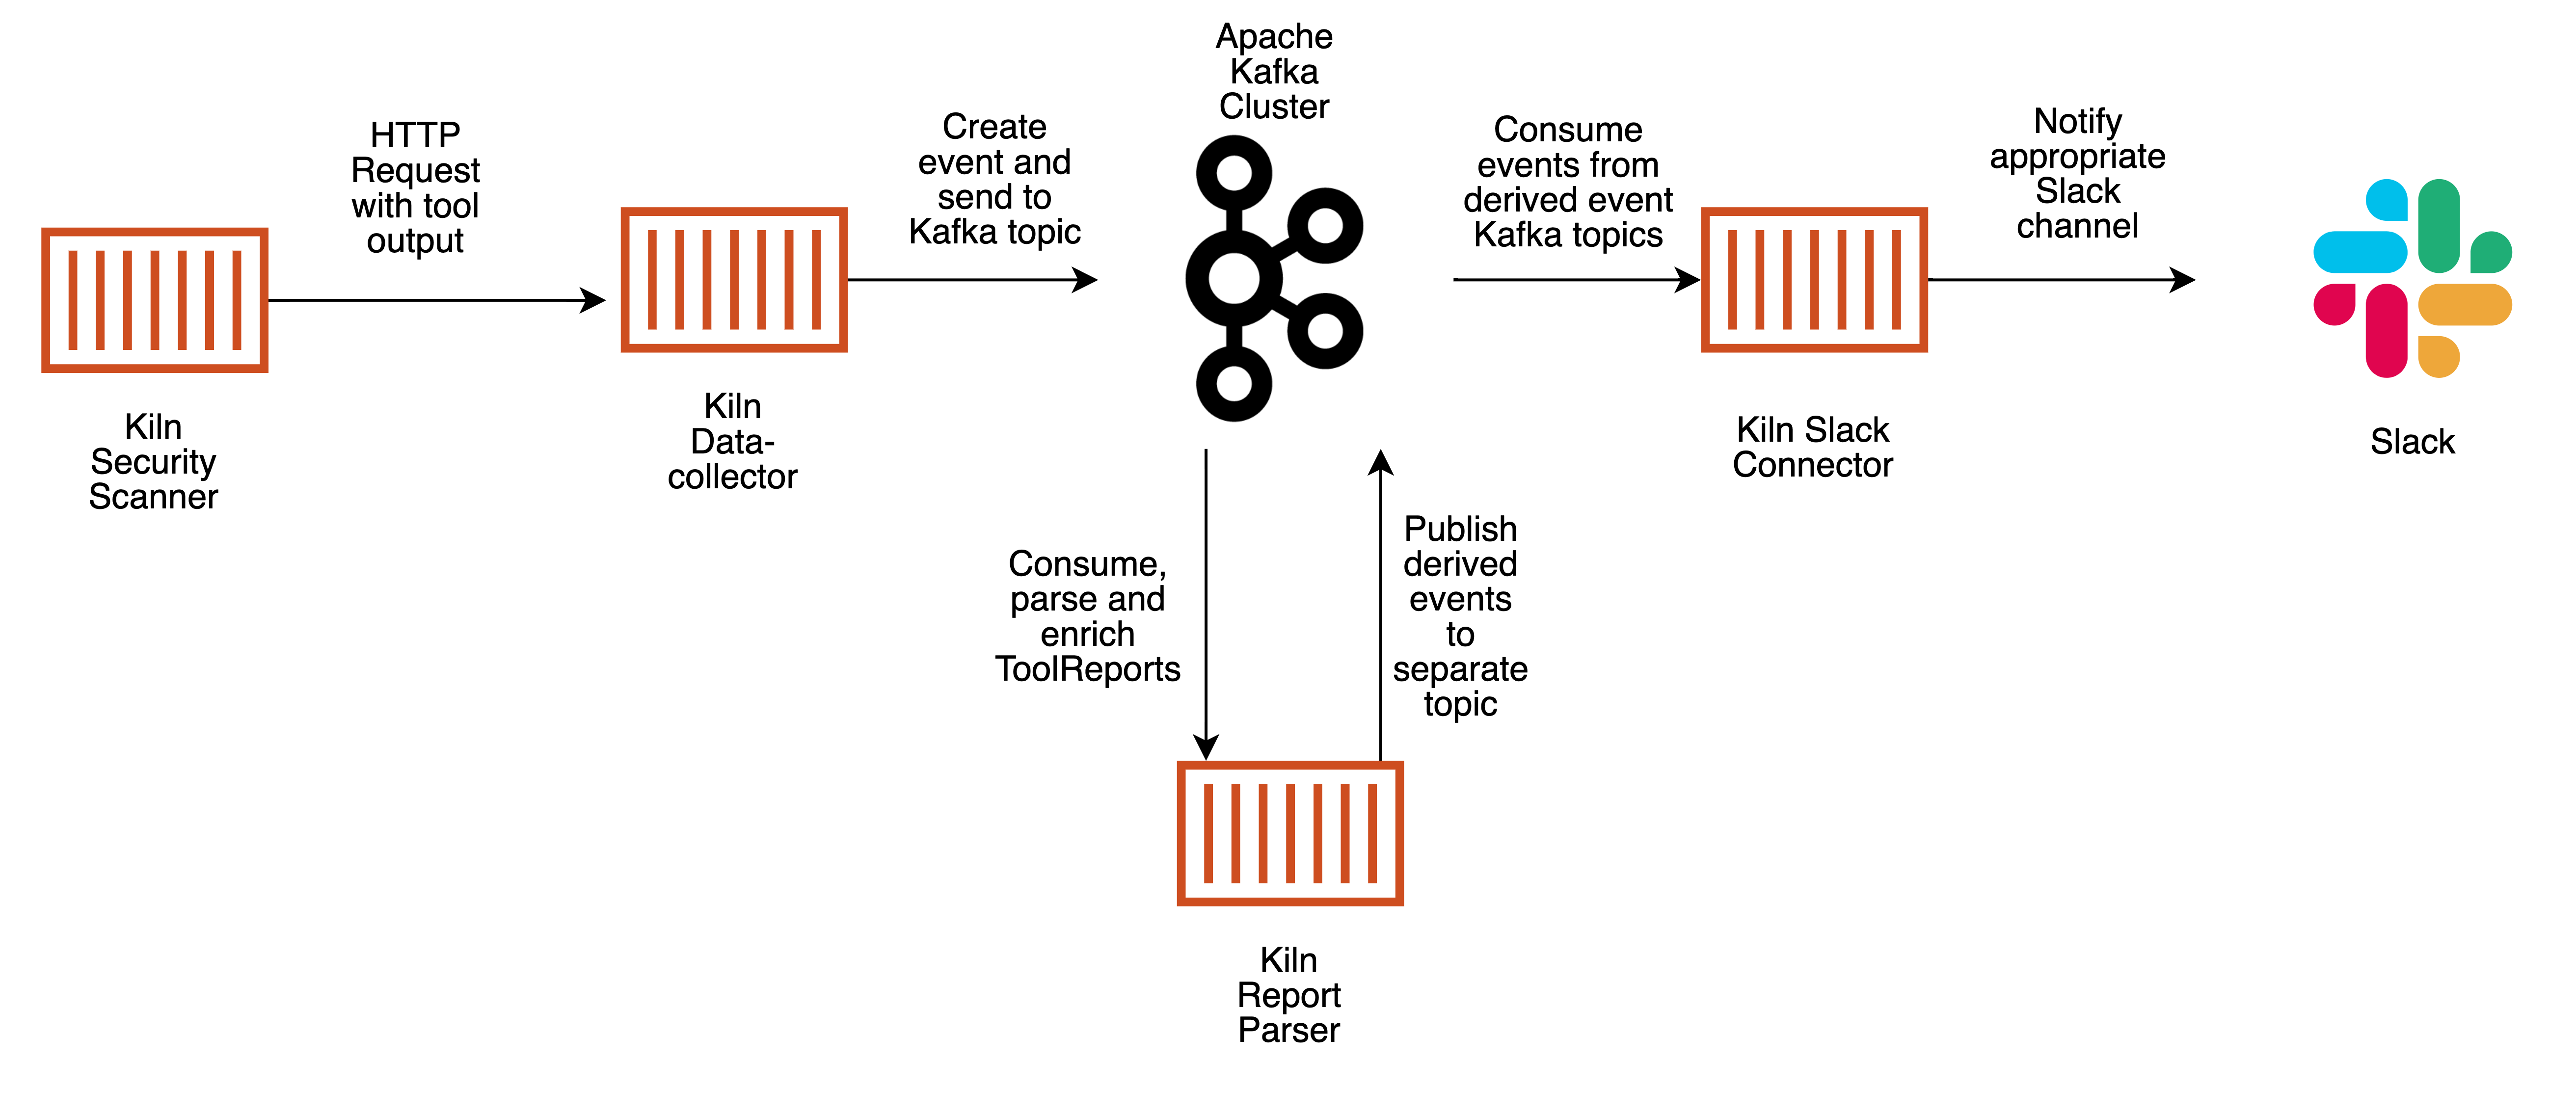 Apache
Kafka
Cluster
HTTP
Request
with tool
output
Create
event and
send to
Kafka topic
Consume
events from
derived event
Kafka topics
Notify
appropriate
Slack
channel
Kiln
Security
Scanner
Kiln
Data-
collector
Kiln Slack
Connector
Slack
Consume,
parse and
enrich
ToolReports
Publish
derived
events
to
separate
topic
Kiln
Report
Parser